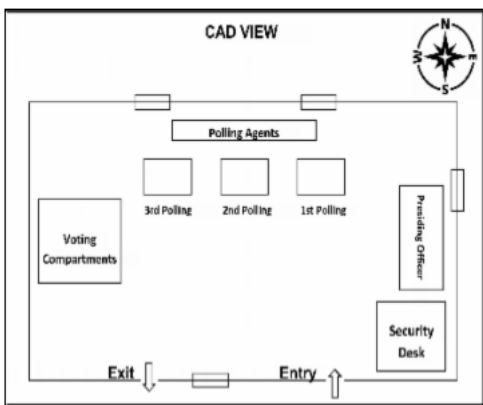 CAD VIEW
N
W
E
S
Polling Agents
3rd Polling
2nd Polling
1st Polling
Voting
Compartments
Presiding Officer
Security
Desk
Exit
Entry